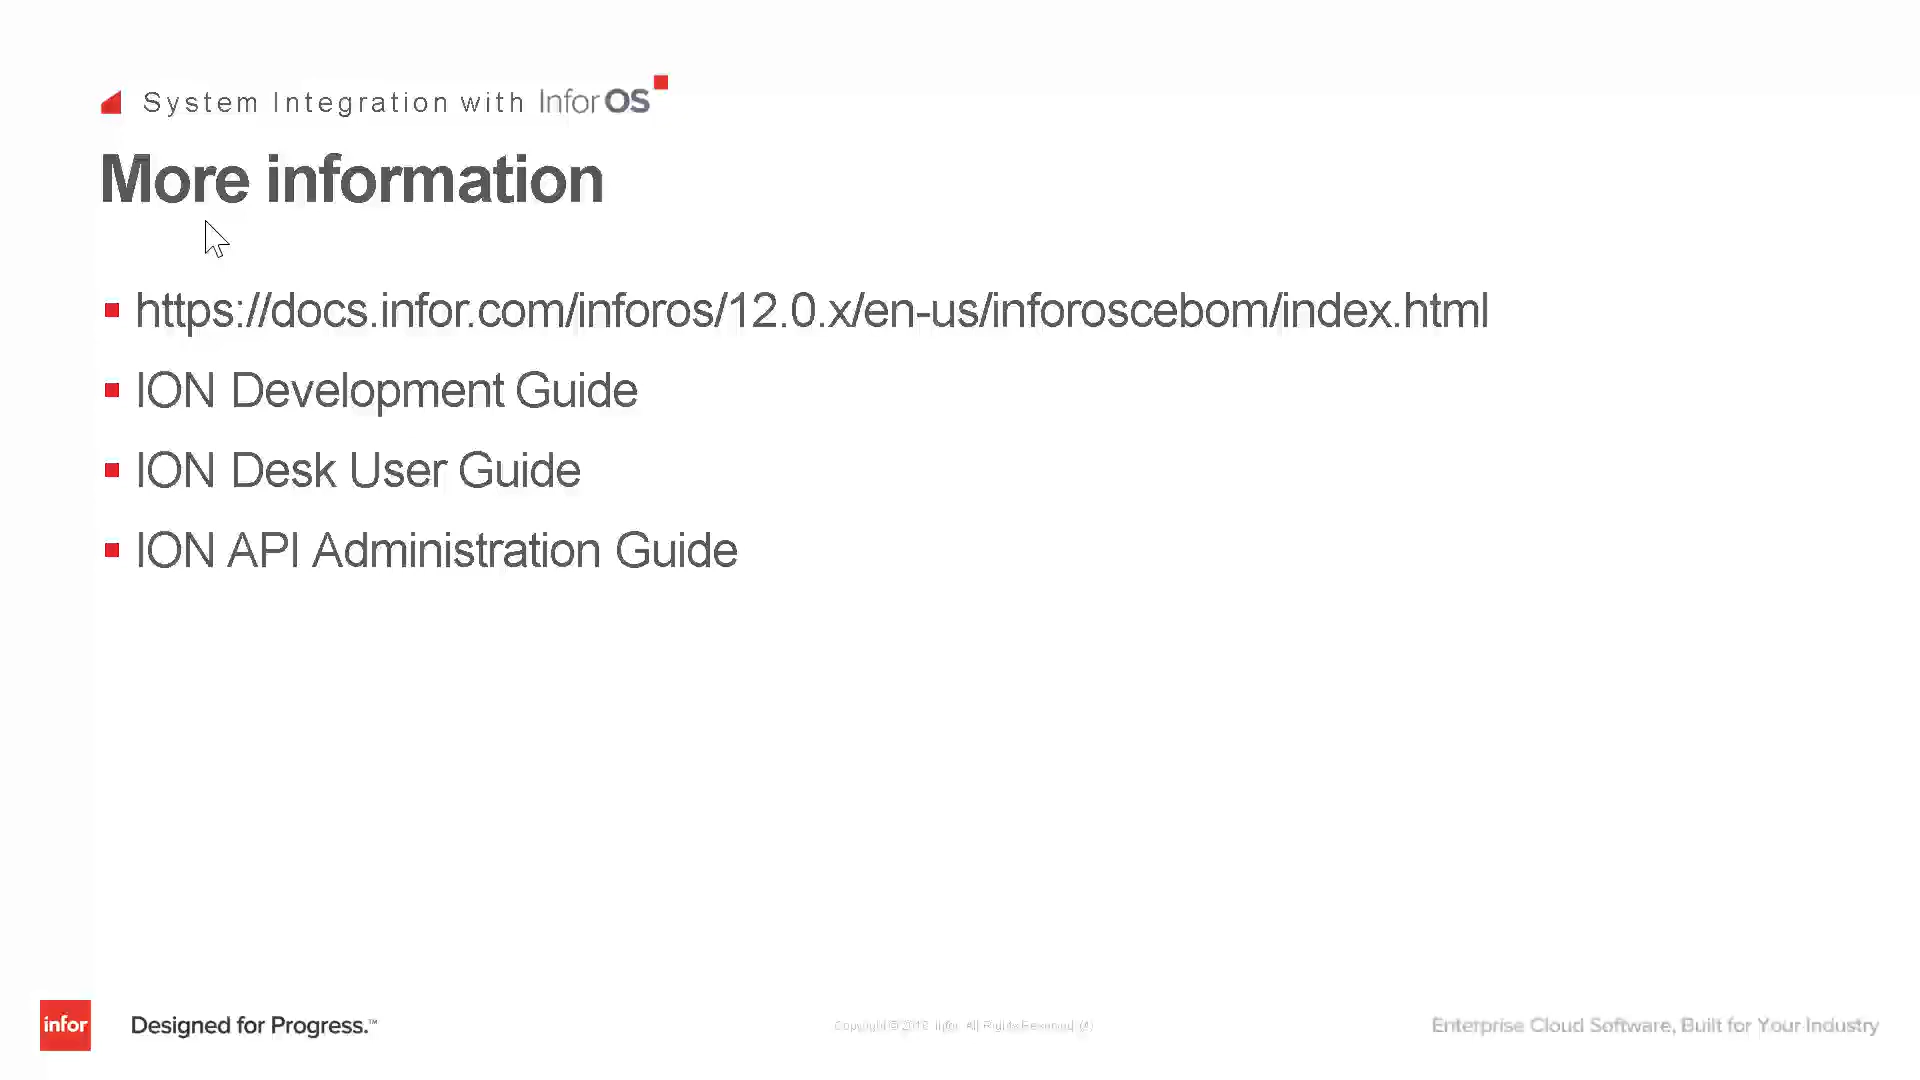 System Integration with Infor OS
More information
https://docs.infor.com/inforos/12.0.x/en-us/inforoscebom/index.html
ION Development Guide
ION Desk User Guide
ION API Administration Guide
infor
Designed for Progress.™
Enterprise Cloud Software, Built for Your Industry